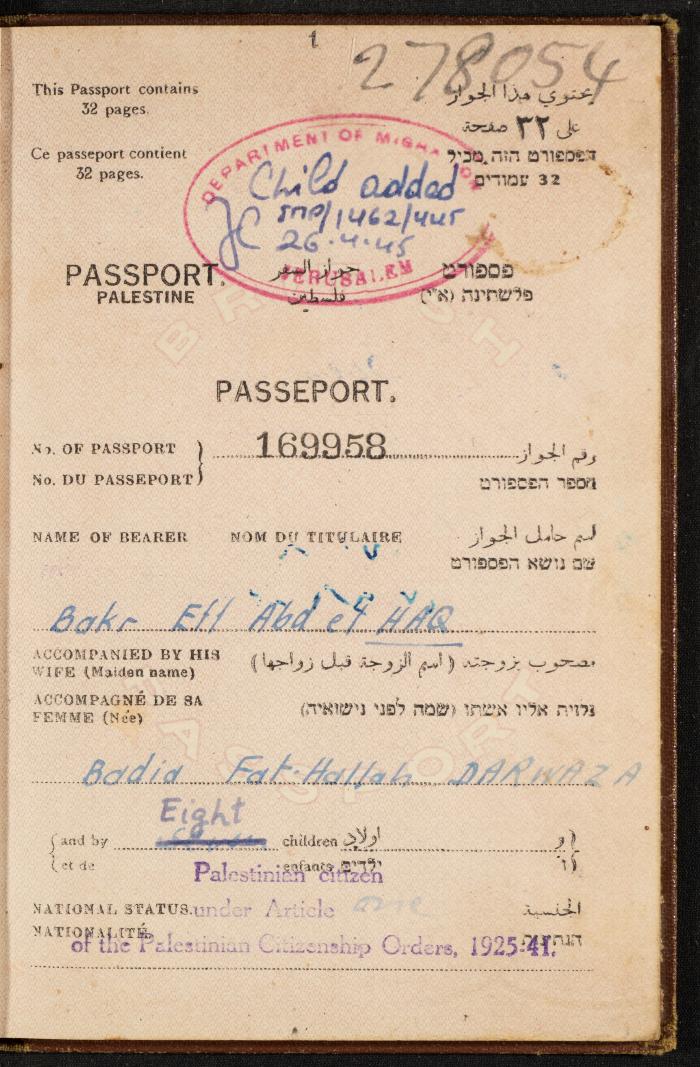 1
278054
This Passport contains
32 pages.
يحتوي هذا الجواز
على ٣٢ صفحة
Ce passeport contient
32 pages.
הפספורט הזה מכיל
32 עמודים
DEPARTMENT OF MIGRATION
JERUSALEM
Child added
1462/445
26.4.45
PASSPORT.
PALESTINE
جواز السفر
فلسطين
פספורט
פלשתינה (א״י)
BRITISH
PASSEPORT.
No. OF PASSPORT
No. DU PASSEPORT
169958
رقم الجواز
מספר הפספורט
NAME OF BEARER NOM DU TITULAIRE
اسم حامل الجواز
שם נושא הפספורט
Bakr Eff Abd el HAQ
ACCOMPANIED BY HIS
WIFE (Maiden name)
مصحوب بزوجته (اسم الزوجة قبل زواجها)
ACCOMPAGNÉ DE SA
FEMME (Née)
נלוית אליו אשתו (שמה לפני נישואיה)
PASSPORT
Badia Fat-Hallah DARWAZA
Eight
and by children اولاد و
et de enfants ילדים ו
Palestinian citizen
NATIONAL STATUS. under Article one الجنسية
NATIONALITÉ
of the Palestinian Citizenship Orders, 1925-41.